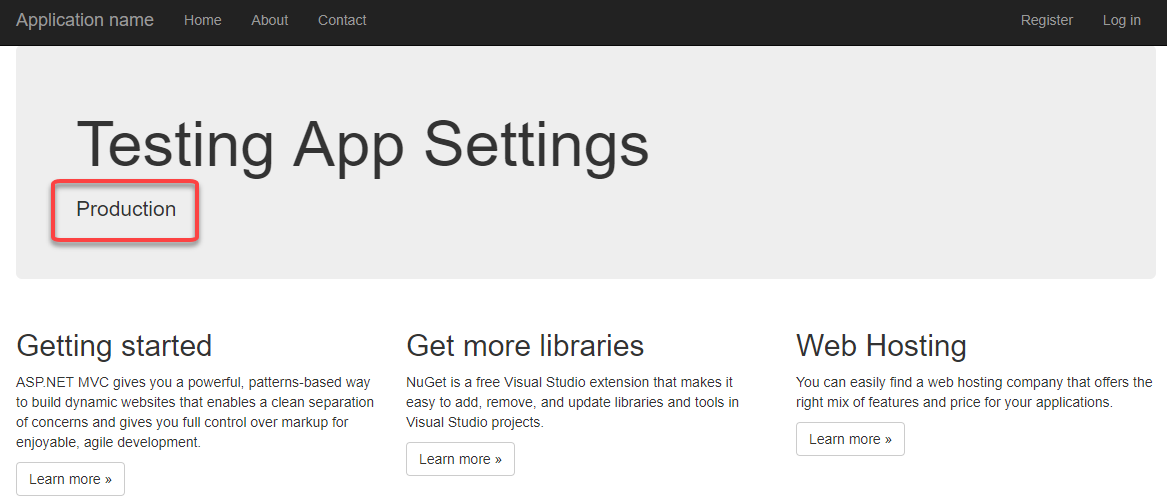 Application name Home About Contact Register Log in
Testing App Settings
Production
Getting started
ASP.NET MVC gives you a powerful, patterns-based way
to build dynamic websites that enables a clean separation
of concerns and gives you full control over markup for
enjoyable, agile development.
Learn more »
Get more libraries
NuGet is a free Visual Studio extension that makes it
easy to add, remove, and update libraries and tools in
Visual Studio projects.
Learn more »
Web Hosting
You can easily find a web hosting company that offers the
right mix of features and price for your applications.
Learn more »